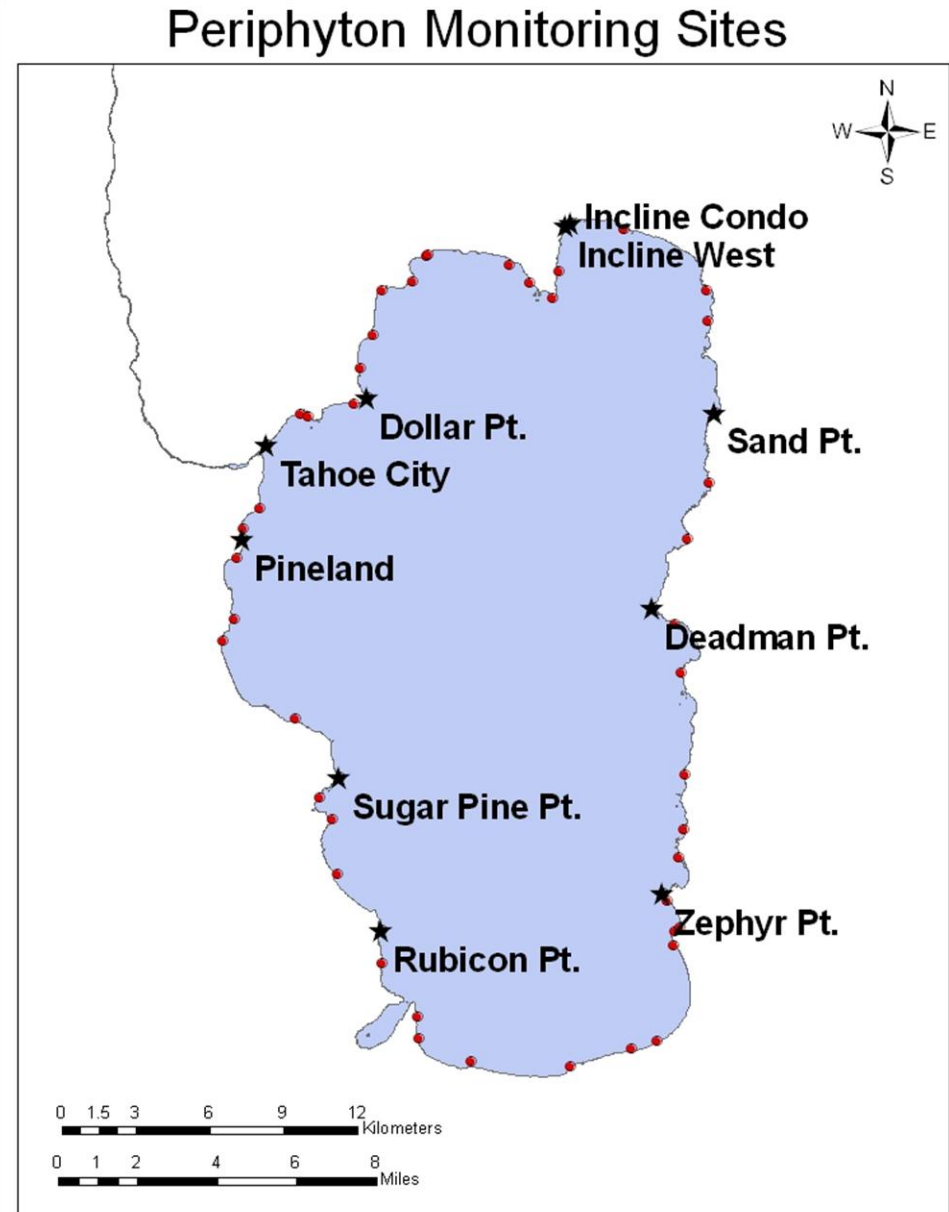 Periphyton Monitoring Sites
N
W E
S
Incline Condo
Incline West
Dollar Pt.
Sand Pt.
Tahoe City
Pineland
Deadman Pt.
Sugar Pine Pt.
Zephyr Pt.
Rubicon Pt.
0 1.5 3 6 9 12
Kilometers
0 1 2 4 6 8
Miles